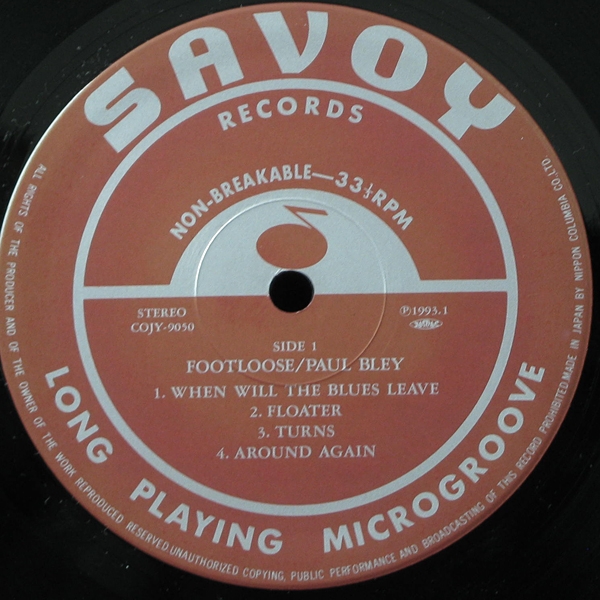 SAVOY
RECORDS
NON-BREAKABLE—33⅓RPM
STEREO
COJY-9050
Ⓟ1993.1
SIDE 1
FOOTLOOSE/PAUL BLEY
1. WHEN WILL THE BLUES LEAVE
2. FLOATER
3. TURNS
4. AROUND AGAIN
LONG PLAYING MICROGROOVE
ALL RIGHTS OF THE PRODUCER AND OF THE OWNER OF THE WORK REPRODUCED RESERVED.UNAUTHORIZED COPYING, PUBLIC PERFORMANCE AND BROADCASTING OF THIS RECORD PROHIBITED.MADE IN JAPAN BY NIPPON COLUMBIA CO.,LTD.